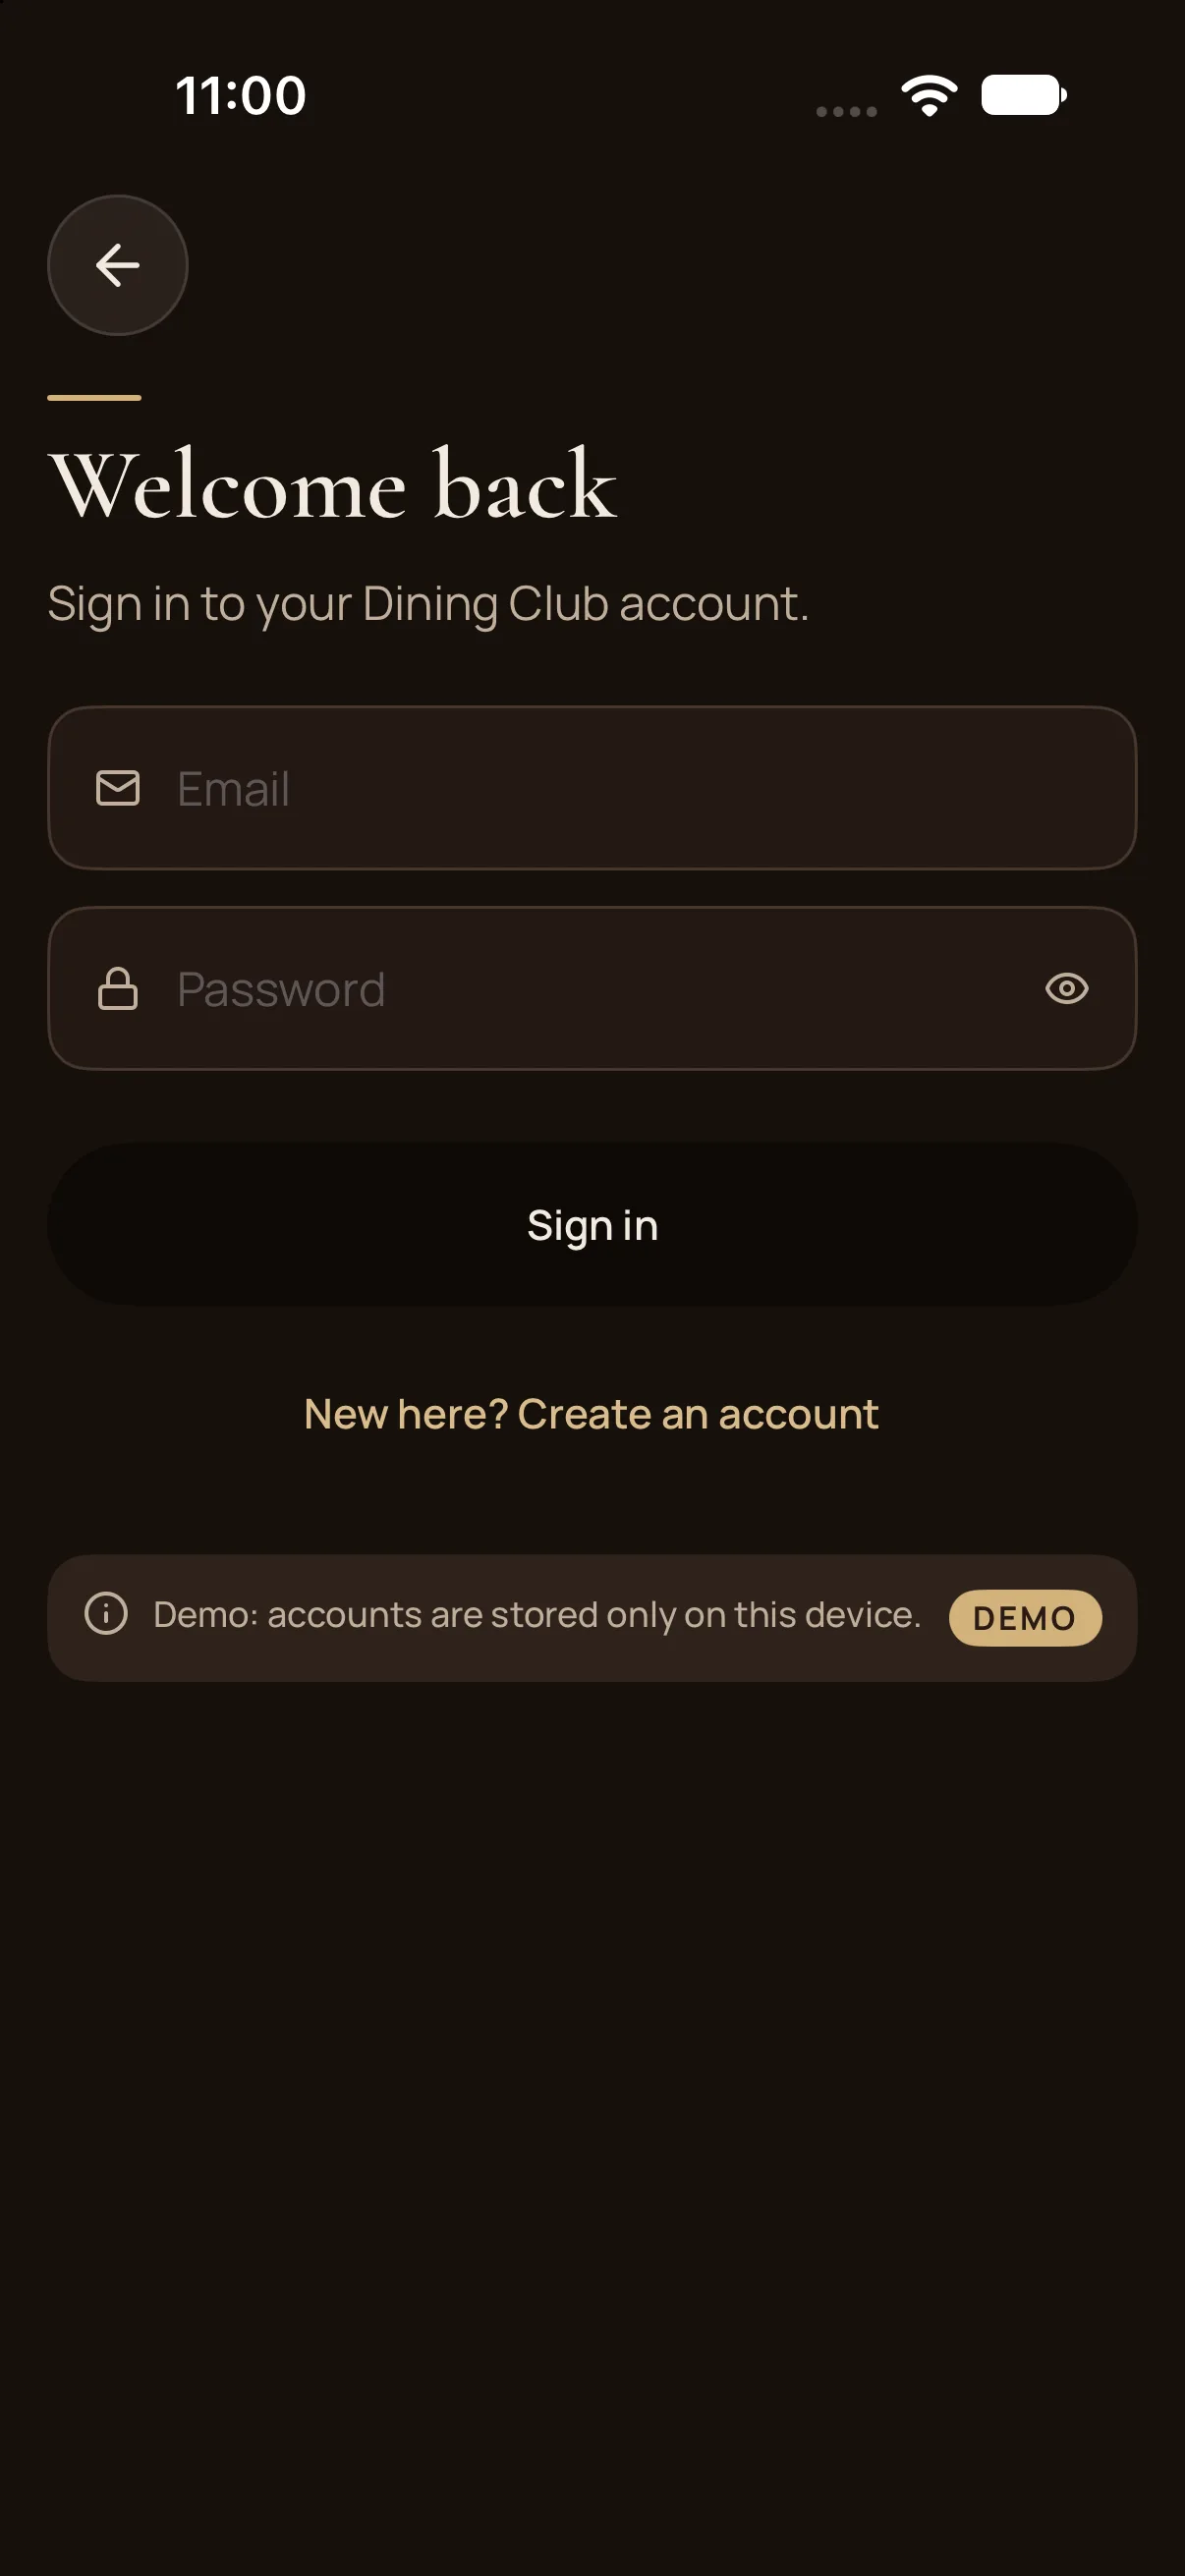 11:00
Welcome back
Sign in to your Dining Club account.
Email
Password
Sign in
New here? Create an account
Demo: accounts are stored only on this device. DEMO